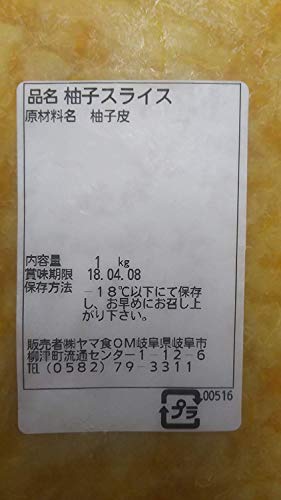 品名 柚子スライス
原材料名 柚子皮
内容量 1 kg
賞味期限 18.04.08
保存方法 -18℃以下にて保存
し、お早めにお召し上
がり下さい。
販売者㈱ヤマ食OM岐阜県岐阜市
柳津町流通センター1-12-6
TEL(0582)79-3311
00516
プラ